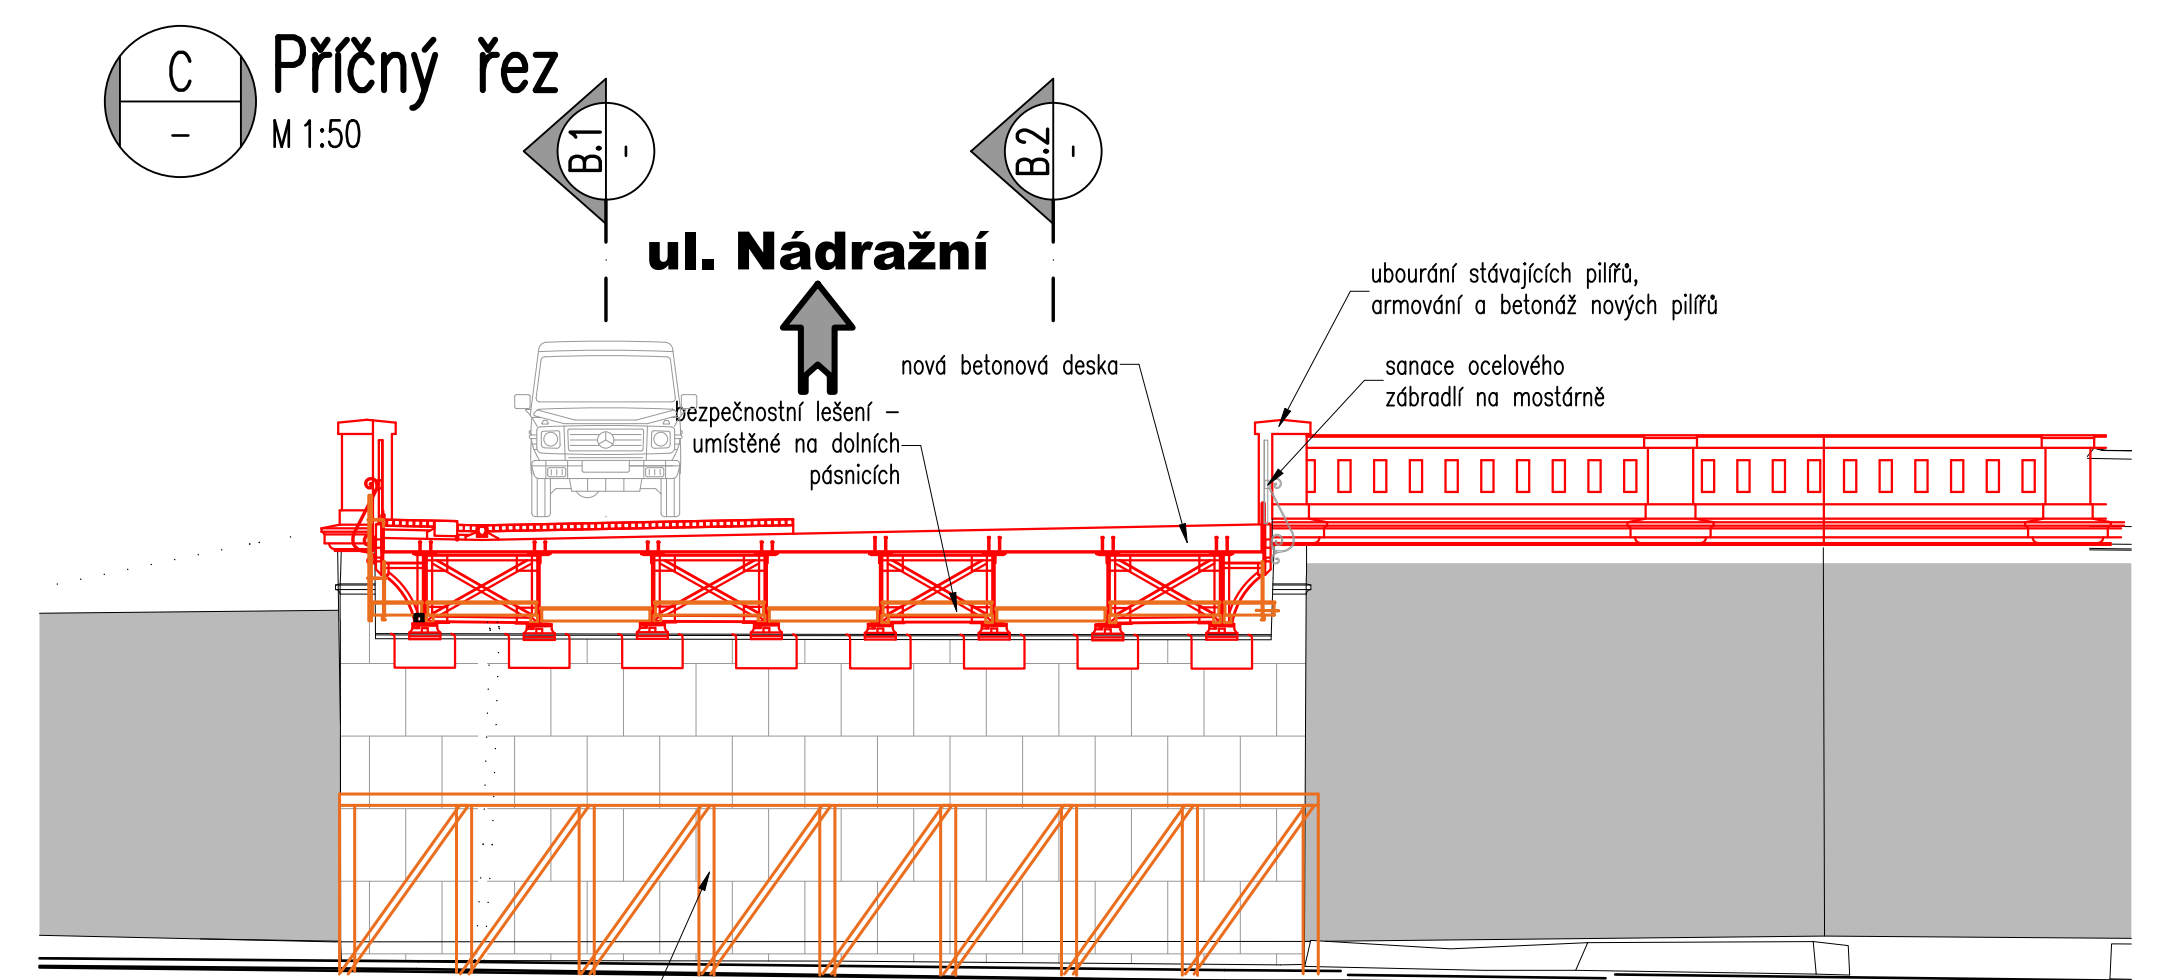 C
-
Příčný řez
M 1:50
B.1
-
B.2
-
ul. Nádražní
ubourání stávajících pilířů,
armování a betonáž nových pilířů
nová betonová deska
sanace ocelového
zábradlí na mostárně
bezpečnostní lešení –
umístěné na dolních
pásnicích